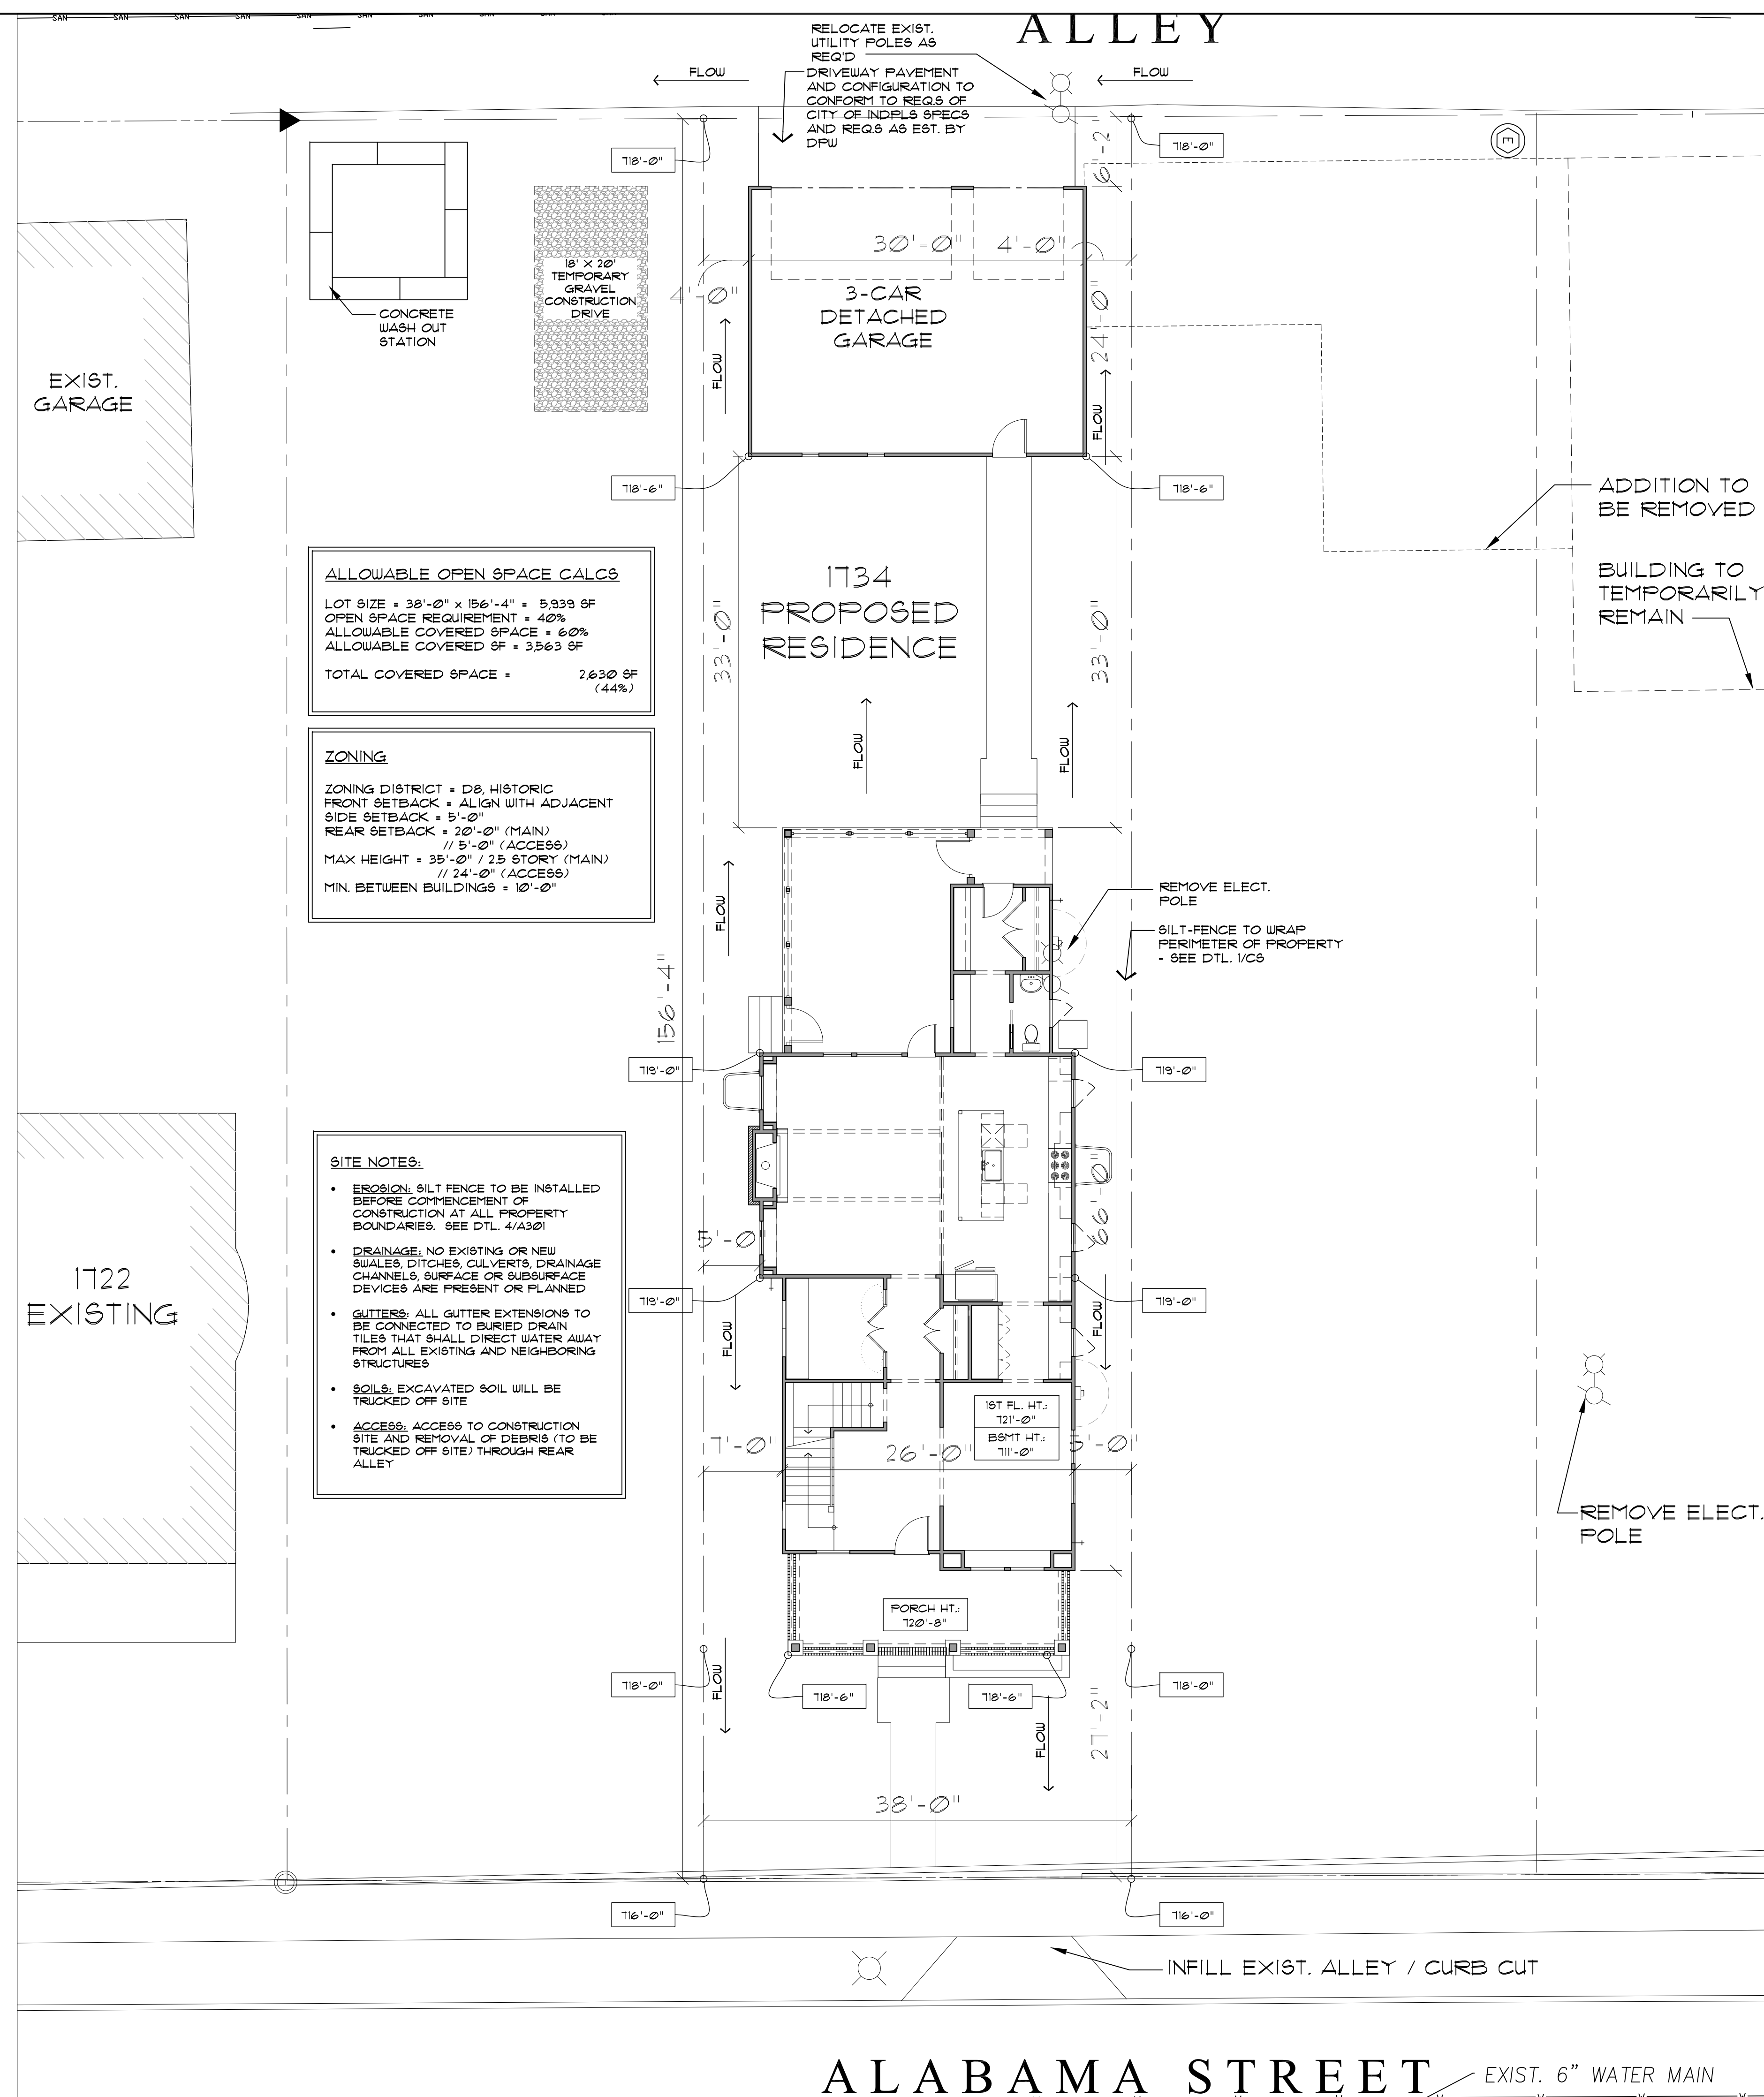 SAN SAN SAN SAN SAN SAN SAN SAN SAN SAN
ALLEY
RELOCATE EXIST.
UTILITY POLES AS
REQ'D
FLOW
FLOW
DRIVEWAY PAVEMENT
AND CONFIGURATION TO
CONFORM TO REQ.S OF
CITY OF INDPLS SPECS
AND REQ.S AS EST. BY
DPW
718'-0"
718'-0"
6'-2"
E
30'-0"
4'-0"
4'-0"
24'-0"
18' X 20'
TEMPORARY
GRAVEL
CONSTRUCTION
DRIVE
CONCRETE
WASH OUT
STATION
3-CAR
DETACHED
GARAGE
FLOW
FLOW
EXIST.
GARAGE
718'-6"
718'-6"
ADDITION TO
BE REMOVED
BUILDING TO
TEMPORARILY
REMAIN
ALLOWABLE OPEN SPACE CALCS
LOT SIZE = 38'-0" x 156'-4" = 5,939 SF
OPEN SPACE REQUIREMENT = 40%
ALLOWABLE COVERED SPACE = 60%
ALLOWABLE COVERED SF = 3,563 SF
TOTAL COVERED SPACE = 2,630 SF
(44%)
1734
PROPOSED
RESIDENCE
33'-0"
33'-0"
FLOW
FLOW
ZONING
ZONING DISTRICT = D8, HISTORIC
FRONT SETBACK = ALIGN WITH ADJACENT
SIDE SETBACK = 5'-0"
REAR SETBACK = 20'-0" (MAIN)
// 5'-0" (ACCESS)
MAX HEIGHT = 35'-0" / 2.5 STORY (MAIN)
// 24'-0" (ACCESS)
MIN. BETWEEN BUILDINGS = 10'-0"
FLOW
REMOVE ELECT.
POLE
SILT-FENCE TO WRAP
PERIMETER OF PROPERTY
- SEE DTL. 1/CS
156'-4"
719'-0"
719'-0"
SITE NOTES:
• EROSION: SILT FENCE TO BE INSTALLED
BEFORE COMMENCEMENT OF
CONSTRUCTION AT ALL PROPERTY
BOUNDARIES. SEE DTL. 4/A301
• DRAINAGE: NO EXISTING OR NEW
SWALES, DITCHES, CULVERTS, DRAINAGE
CHANNELS, SURFACE OR SUBSURFACE
DEVICES ARE PRESENT OR PLANNED
• GUTTERS: ALL GUTTER EXTENSIONS TO
BE CONNECTED TO BURIED DRAIN
TILES THAT SHALL DIRECT WATER AWAY
FROM ALL EXISTING AND NEIGHBORING
STRUCTURES
• SOILS: EXCAVATED SOIL WILL BE
TRUCKED OFF SITE
• ACCESS: ACCESS TO CONSTRUCTION
SITE AND REMOVAL OF DEBRIS (TO BE
TRUCKED OFF SITE) THROUGH REAR
ALLEY
66'-0"
5'-0
719'-0"
719'-0"
1722
EXISTING
FLOW
FLOW
1ST FL. HT.:
721'-0"
BSMT HT.:
711'-0"
7'-0"
26'-0"
5'-0"
REMOVE ELECT.
POLE
PORCH HT.:
720'-8"
718'-0"
FLOW
718'-6"
718'-6"
718'-0"
FLOW
27'-2"
38'-0"
716'-0"
716'-0"
INFILL EXIST. ALLEY / CURB CUT
ALABAMA STREET
EXIST. 6" WATER MAIN